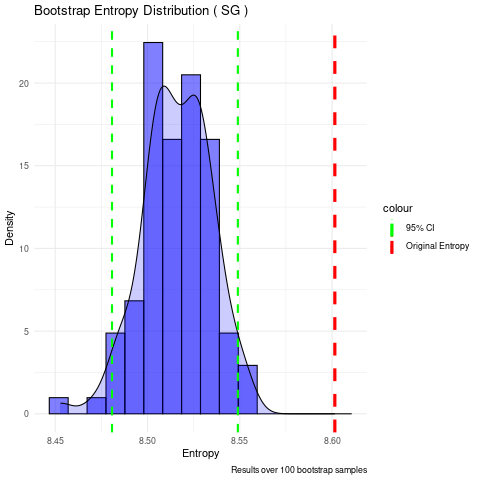 Bootstrap Entropy Distribution ( SG )
Density
20
15
10
5
0
8.45
8.50
8.55
8.60
Entropy
colour
95% CI
Original Entropy
Results over 100 bootstrap samples